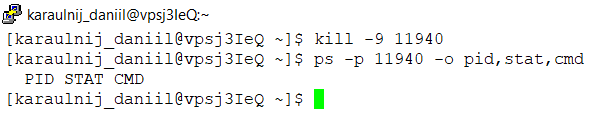 karaulnij_daniil@vpsj3IeQ:~
[karaulnij_daniil@vpsj3IeQ ~]$ kill -9 11940
[karaulnij_daniil@vpsj3IeQ ~]$ ps -p 11940 -o pid,stat,cmd
  PID STAT CMD
[karaulnij_daniil@vpsj3IeQ ~]$